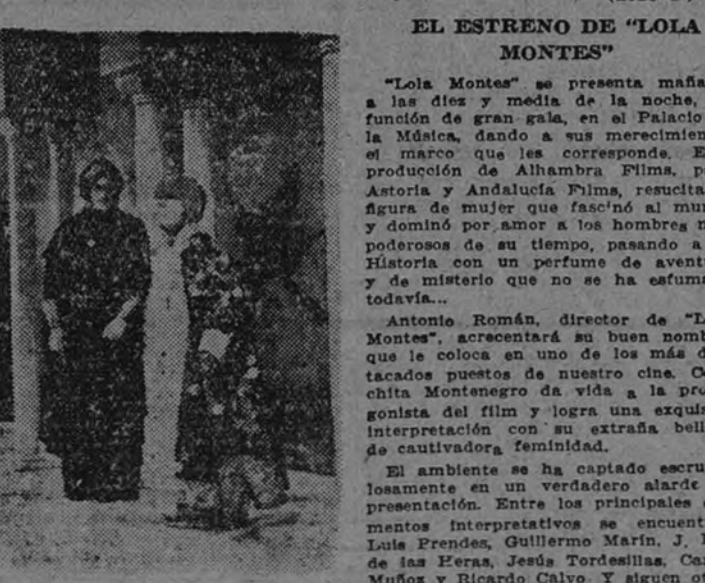 EL ESTRENO DE "LOLA
MONTES"
"Lola Montes" se presenta maña
a las diez y media de la noche,
función de gran gala, en el Palacio
la Música, dando a sus merecimien
el marco que les corresponde. E
producción de Alhambra Films, p
Astoria y Andalucía Films, resucita
figura de mujer que fascinó al mu
y dominó por amor a los hombres m
poderosos de su tiempo, pasando a
Historia con un perfume de avent
y de misterio que no se ha esfuma
todavía...
Antonio Román, director de "L
Montes", acrecentará su buen nomb
que le coloca en uno de los más d
tacados puestos de nuestro cine. C
chita Montenegro da vida a la pro
gonista del film y logra una exquis
interpretación con su extraña bell
de cautivadora feminidad.
El ambiente se ha captado escru
losamente en un verdadero alarde
presentación. Entre los principales
mentos interpretativos se encuent
Luis Prendes, Guillermo Marín, J.
de las Heras, Jesús Tordesillas, Ca
Muñoz y Ricardo Calvo. Y siguen